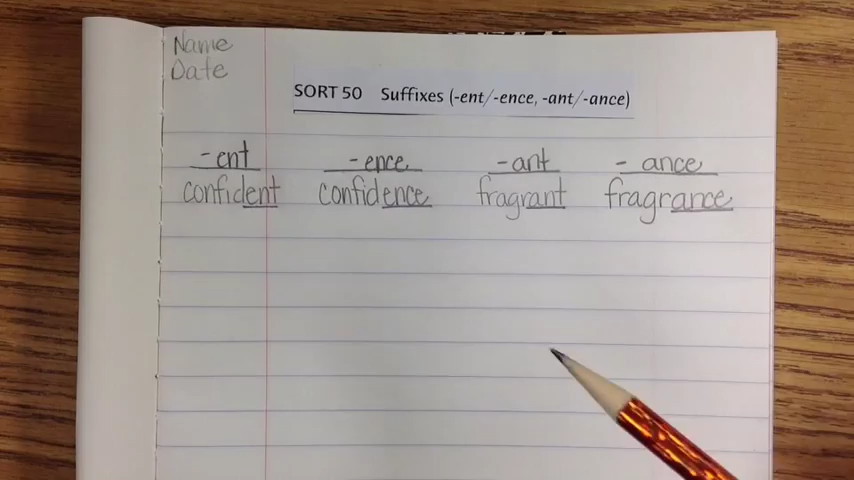 Name
Date
SORT 50 Suffixes (-ent/-ence, -ant/-ance)
-ent -ence -ant - ance
confident confidence fragrant fragrance